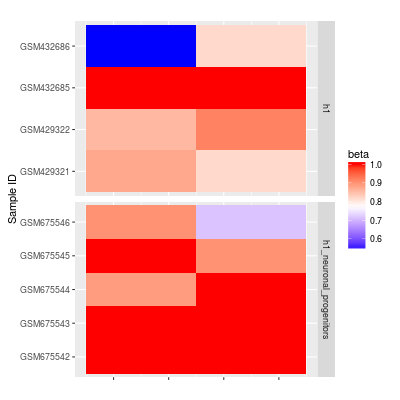 Sample ID
GSM432686
GSM432685
GSM429322
GSM429321
h1
GSM675546
GSM675545
GSM675544
GSM675543
GSM675542
h1_neuronal_progenitors
beta
1.0
0.9
0.8
0.7
0.6